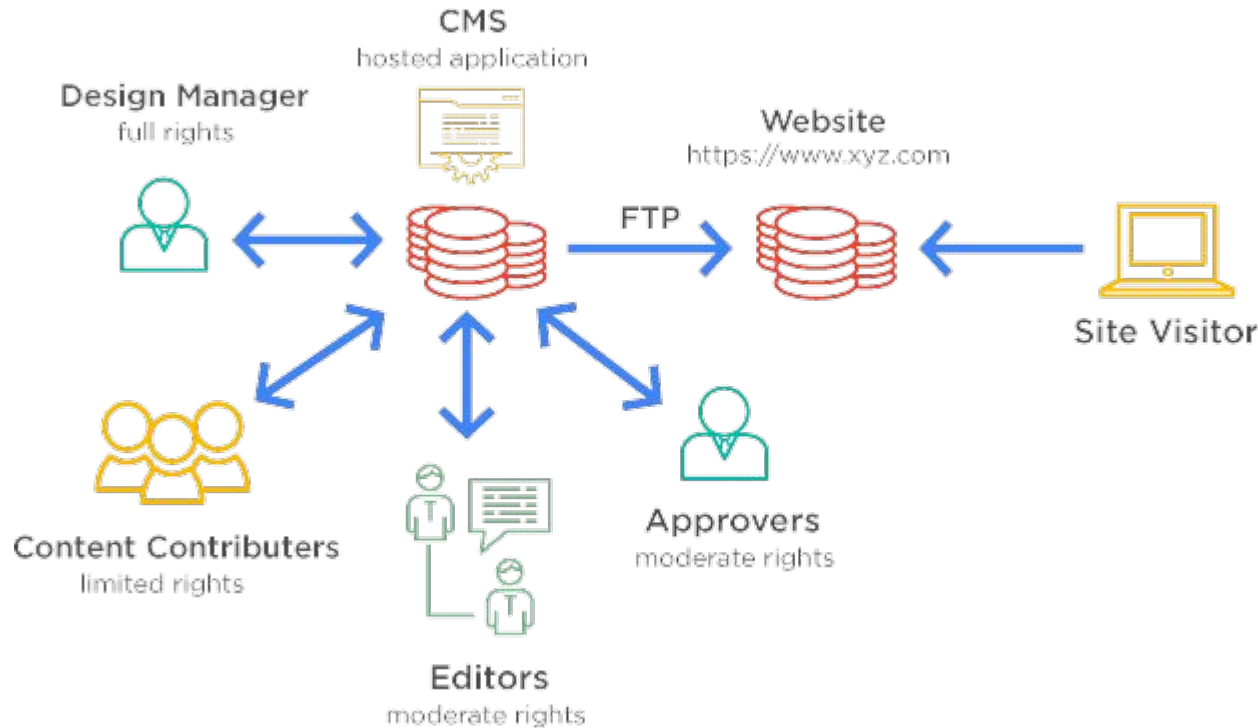 CMS
hosted application
Design Manager
full rights
Website
https://www.xyz.com
FTP
Site Visitor
Content Contributers
limited rights
Approvers
moderate rights
Editors
moderate rights